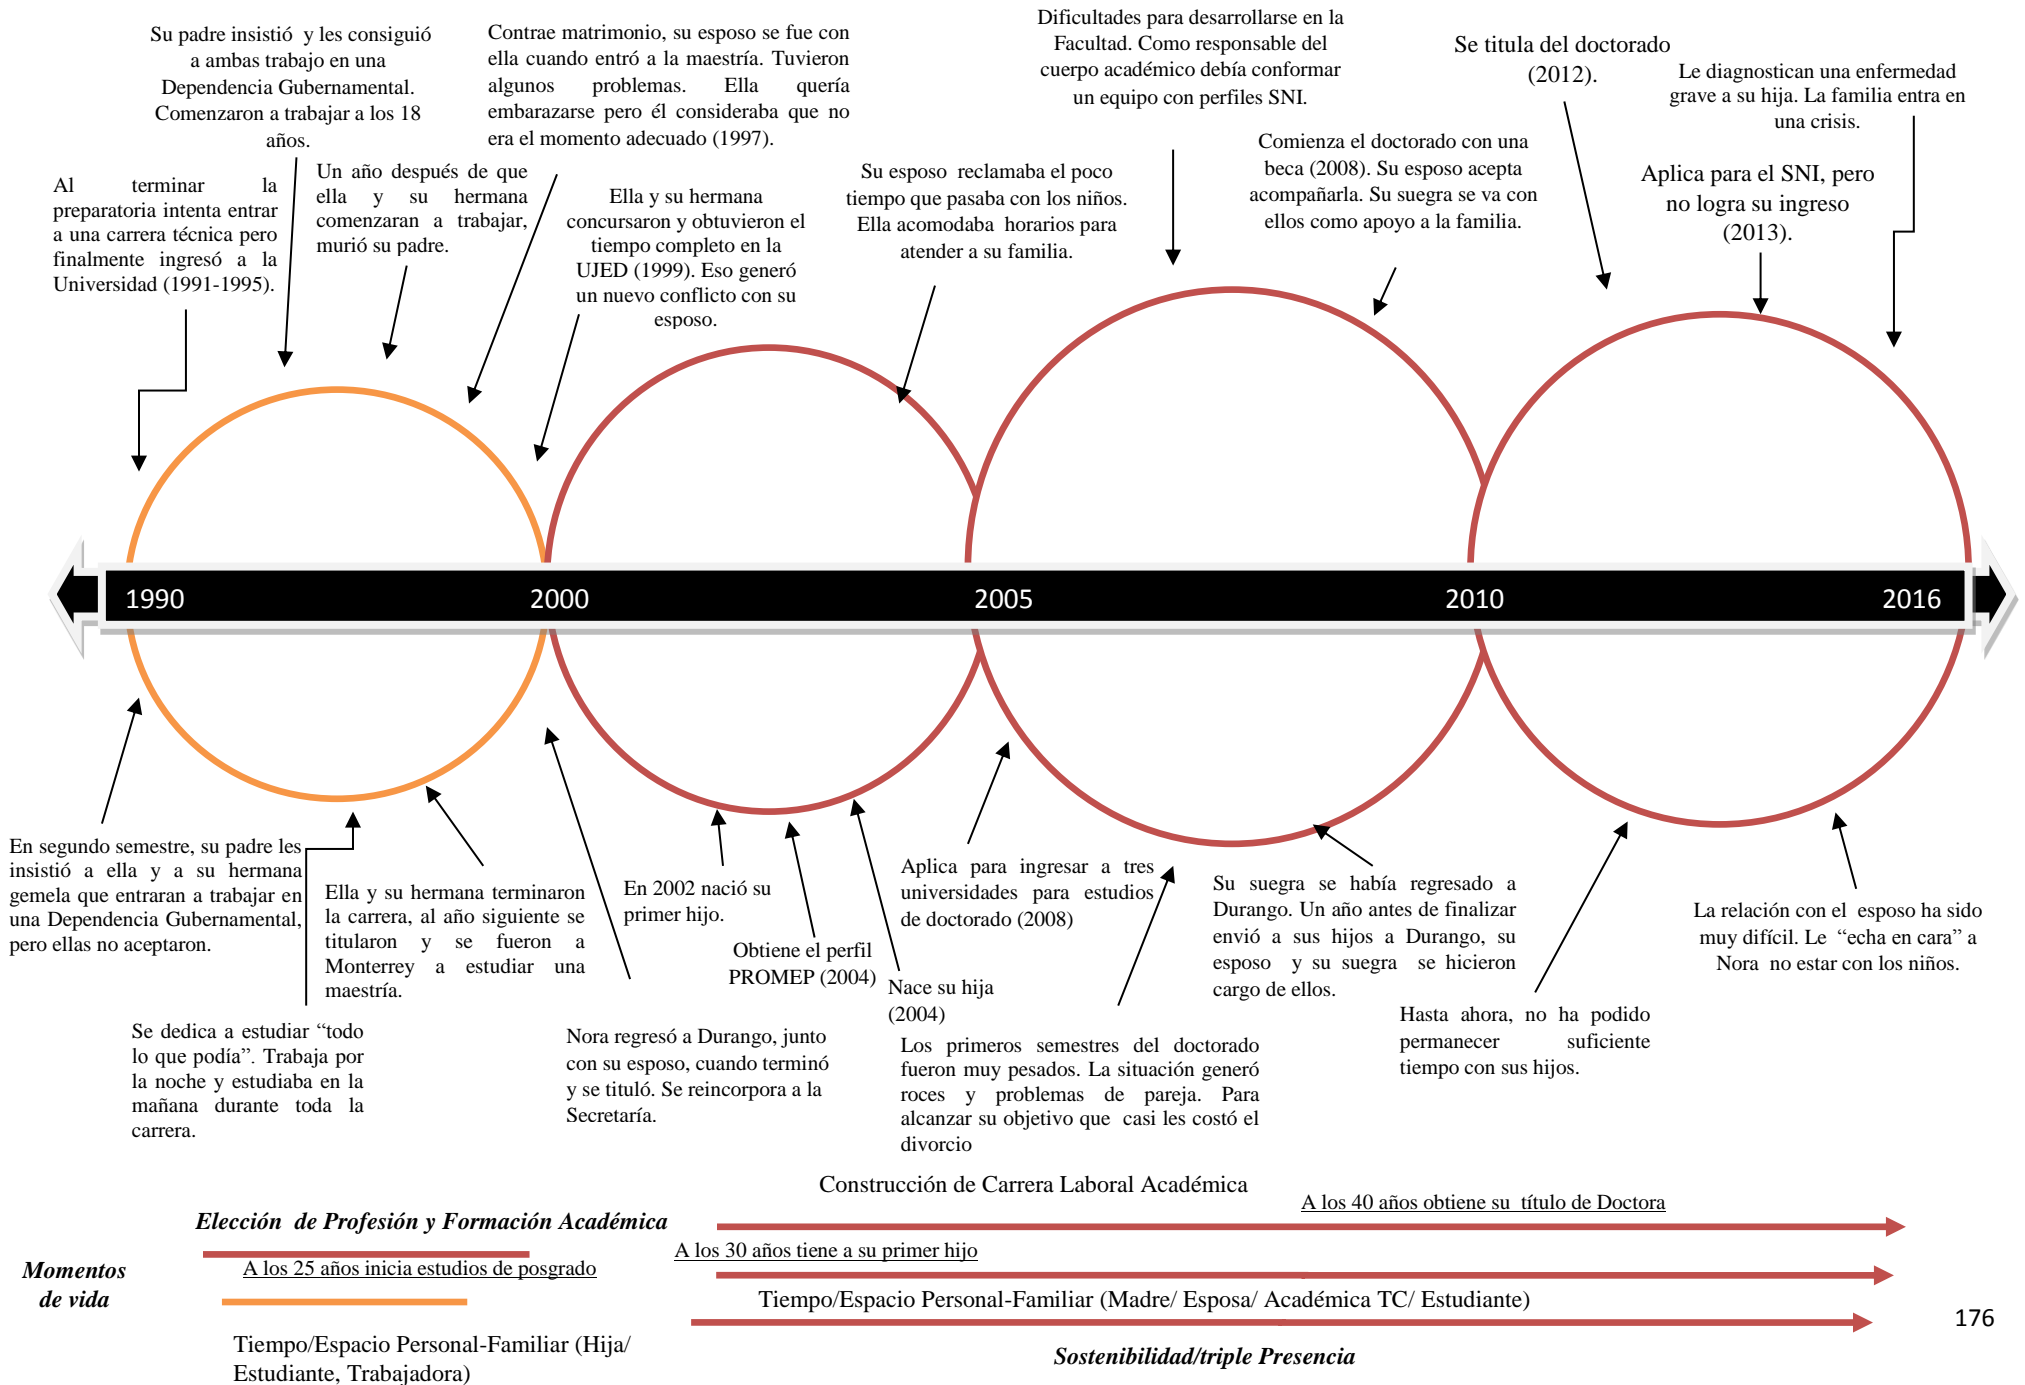 Su padre insistió y les consiguió
a ambas trabajo en una
Dependencia Gubernamental.
Comenzaron a trabajar a los 18
años.
Contrae matrimonio, su esposo se fue con
ella cuando entró a la maestría. Tuvieron
algunos problemas. Ella quería
embarazarse pero él consideraba que no
era el momento adecuado (1997).
Dificultades para desarrollarse en la
Facultad. Como responsable del
cuerpo académico debía conformar
un equipo con perfiles SNI.
Se titula del doctorado
(2012).
Le diagnostican una enfermedad
grave a su hija. La familia entra en
una crisis.
Al terminar la
preparatoria intenta entrar
a una carrera técnica pero
finalmente ingresó a la
Universidad (1991-1995).
Un año después de que
ella y su hermana
comenzaran a trabajar,
murió su padre.
Ella y su hermana
concursaron y obtuvieron el
tiempo completo en la
UJED (1999). Eso generó
un nuevo conflicto con su
esposo.
Su esposo reclamaba el poco
tiempo que pasaba con los niños.
Ella acomodaba horarios para
atender a su familia.
Comienza el doctorado con una
beca (2008). Su esposo acepta
acompañarla. Su suegra se va con
ellos como apoyo a la familia.
Aplica para el SNI, pero
no logra su ingreso
(2013).
1990
2000
2005
2010
2016
En segundo semestre, su padre les
insistió a ella y a su hermana
gemela que entraran a trabajar en
una Dependencia Gubernamental,
pero ellas no aceptaron.
Se dedica a estudiar “todo
lo que podía”. Trabaja por
la noche y estudiaba en la
mañana durante toda la
carrera.
Ella y su hermana terminaron
la carrera, al año siguiente se
titularon y se fueron a
Monterrey a estudiar una
maestría.
Nora regresó a Durango, junto
con su esposo, cuando terminó
y se tituló. Se reincorpora a la
Secretaría.
En 2002 nació su
primer hijo.
Obtiene el perfil
PROMEP (2004)
Nace su hija
(2004)
Aplica para ingresar a tres
universidades para estudios
de doctorado (2008)
Los primeros semestres del doctorado
fueron muy pesados. La situación generó
roces y problemas de pareja. Para
alcanzar su objetivo que casi les costó el
divorcio
Su suegra se había regresado a
Durango. Un año antes de finalizar
envió a sus hijos a Durango, su
esposo y su suegra se hicieron
cargo de ellos.
Hasta ahora, no ha podido
permanecer suficiente
tiempo con sus hijos.
La relación con el esposo ha sido
muy difícil. Le “echa en cara” a
Nora no estar con los niños.
Construcción de Carrera Laboral Académica
A los 40 años obtiene su título de Doctora
Elección de Profesión y Formación Académica
A los 30 años tiene a su primer hijo
Momentos
de vida
A los 25 años inicia estudios de posgrado
Tiempo/Espacio Personal-Familiar (Madre/ Esposa/ Académica TC/ Estudiante)
176
Tiempo/Espacio Personal-Familiar (Hija/
Estudiante, Trabajadora)
Sostenibilidad/triple Presencia